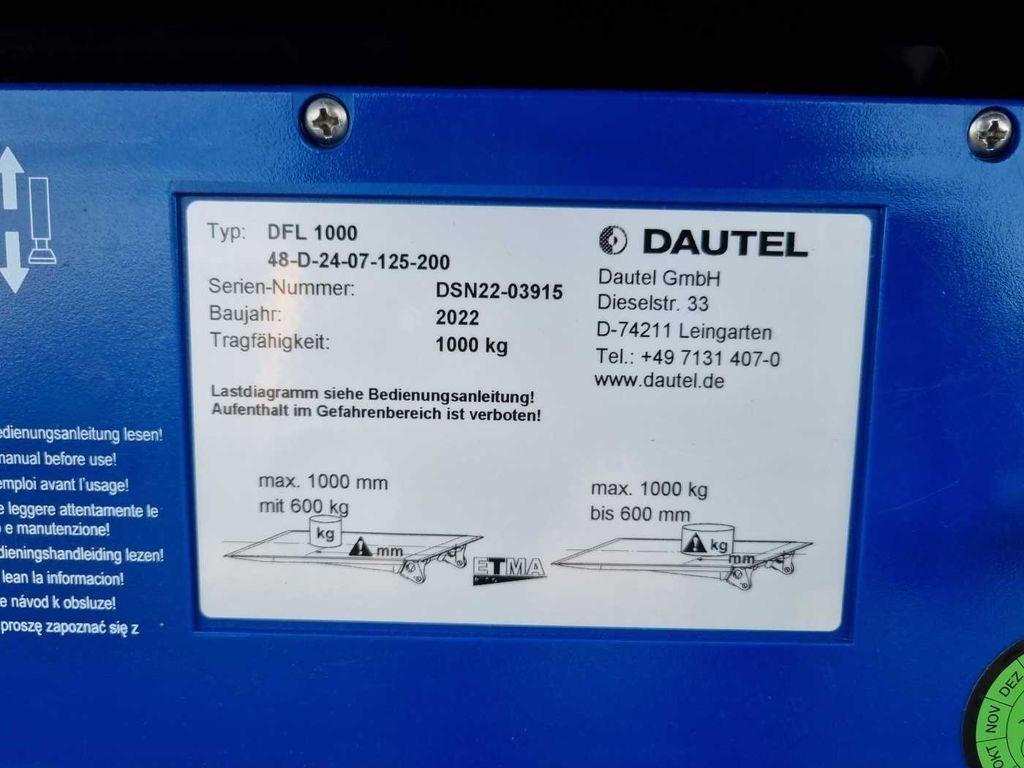 Typ: DFL 1000
48-D-24-07-125-200
Serien-Nummer: DSN22-03915
Baujahr: 2022
Tragfähigkeit: 1000 kg
Lastdiagramm siehe Bedienungsanleitung!
Aufenthalt im Gefahrenbereich ist verboten!
DAUTEL
Dautel GmbH
Dieselstr. 33
D-74211 Leingarten
Tel.: +49 7131 407-0
www.dautel.de
max. 1000 mm
mit 600 kg
kg
mm
ETMA
max. 1000 kg
bis 600 mm
kg
mm
edienungsanleitung lesen!
manual before use!
emploi avant l'usage!
e leggere attentamente le
o e manutenzione!
dieningshandleiding lezen!
lean la informacion!
e návod k obsluze!
proszę zapoznać się z
OKT NOV DEZ